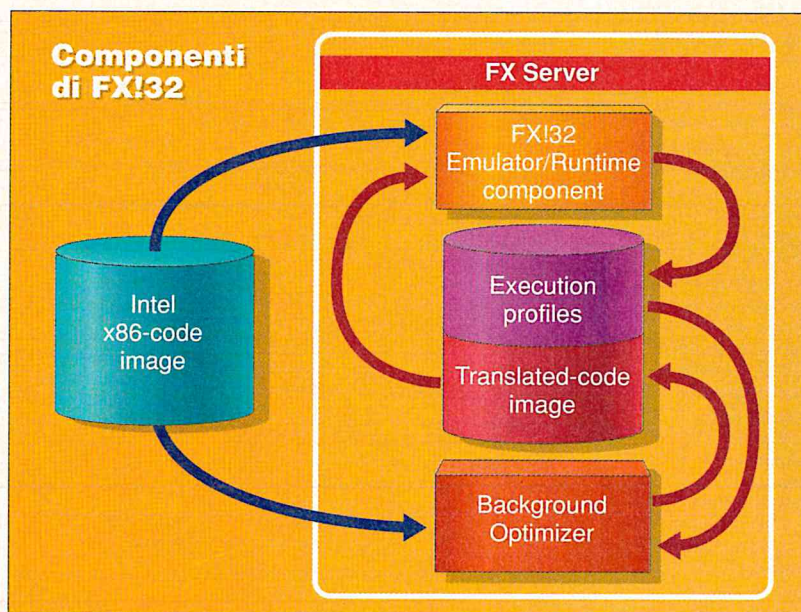 Componenti
di FX!32
FX Server
FX!32
Emulator/Runtime
component
Intel
x86-code
image
Execution
profiles
Translated-code
image
Background
Optimizer